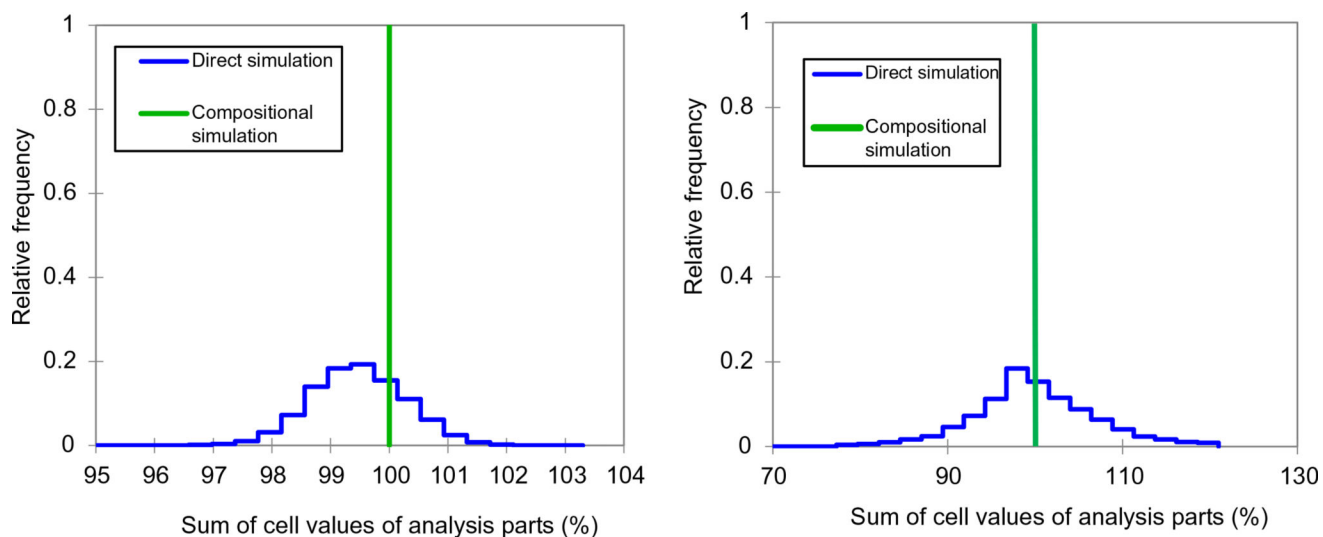 1
0.8
0.6
0.4
0.2
0
Relative frequency
Direct simulation
Compositional
simulation
95 96 97 98 99 100 101 102 103 104
Sum of cell values of analysis parts (%)
1
0.8
0.6
0.4
0.2
0
Relative frequency
Direct simulation
Compositional
simulation
70 90 110 130
Sum of cell values of analysis parts (%)